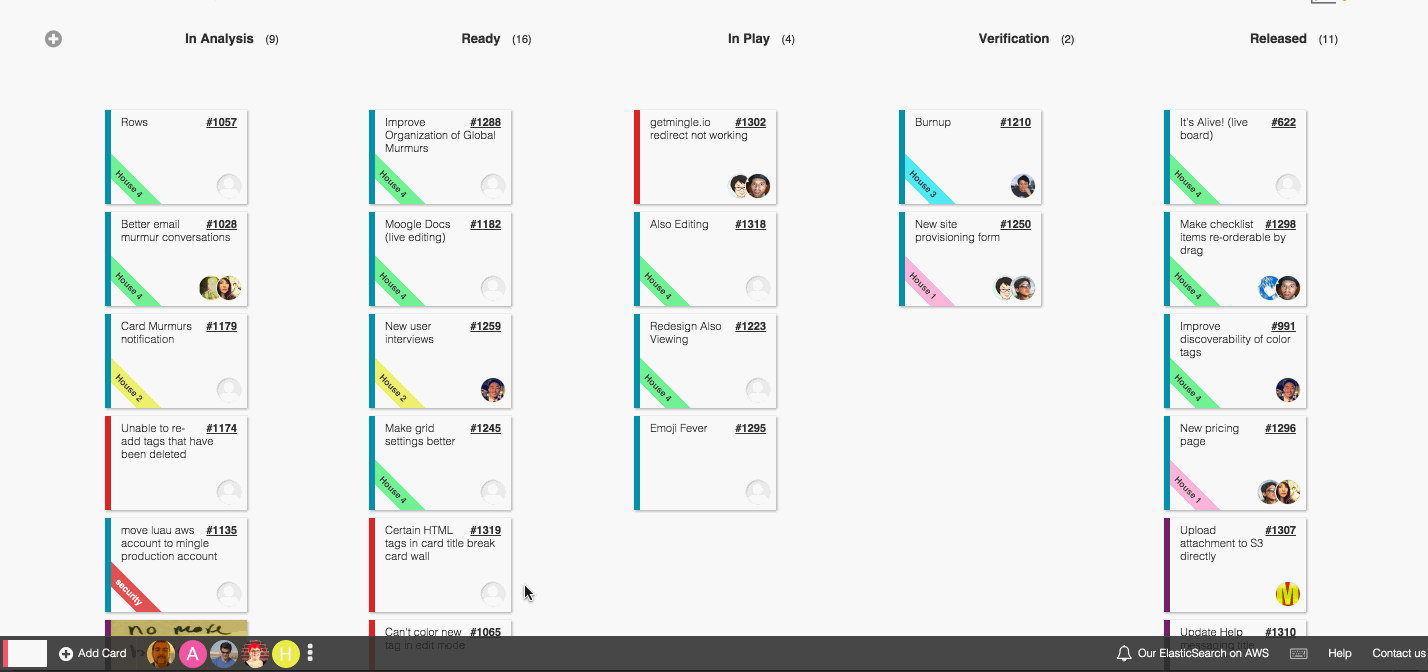 In Analysis (9)
Ready (16)
In Play (4)
Verification (2)
Released (11)
Rows #1057
House 4
Better email #1028
murmur conversations
House 4
Card Murmurs #1179
notification
House 2
Unable to re- #1174
add tags that have
been deleted
move luau aws #1135
account to mingle
production account
security
no more
Improve #1288
Organization of Global
Murmurs
House 4
Moogle Docs #1182
(live editing)
House 4
New user #1259
interviews
House 2
Make grid #1245
settings better
House 4
Certain HTML #1319
tags in card title break
card wall
Can't color new #1065
tag in edit mode
getmingle.io #1302
redirect not working
Also Editing #1318
House 4
Redesign Also #1223
Viewing
House 4
Emoji Fever #1295
Burnup #1210
House 3
New site #1250
provisioning form
House 1
It's Alive! (live #622
board)
House 4
Make checklist #1298
items re-orderable by
drag
House 4
Improve #991
discoverability of color
tags
House 4
New pricing #1296
page
House 1
Upload #1307
attachment to S3
directly
M
Update Help #1310
messaging title
Add Card
A
H
Our ElasticSearch on AWS
Help
Contact us